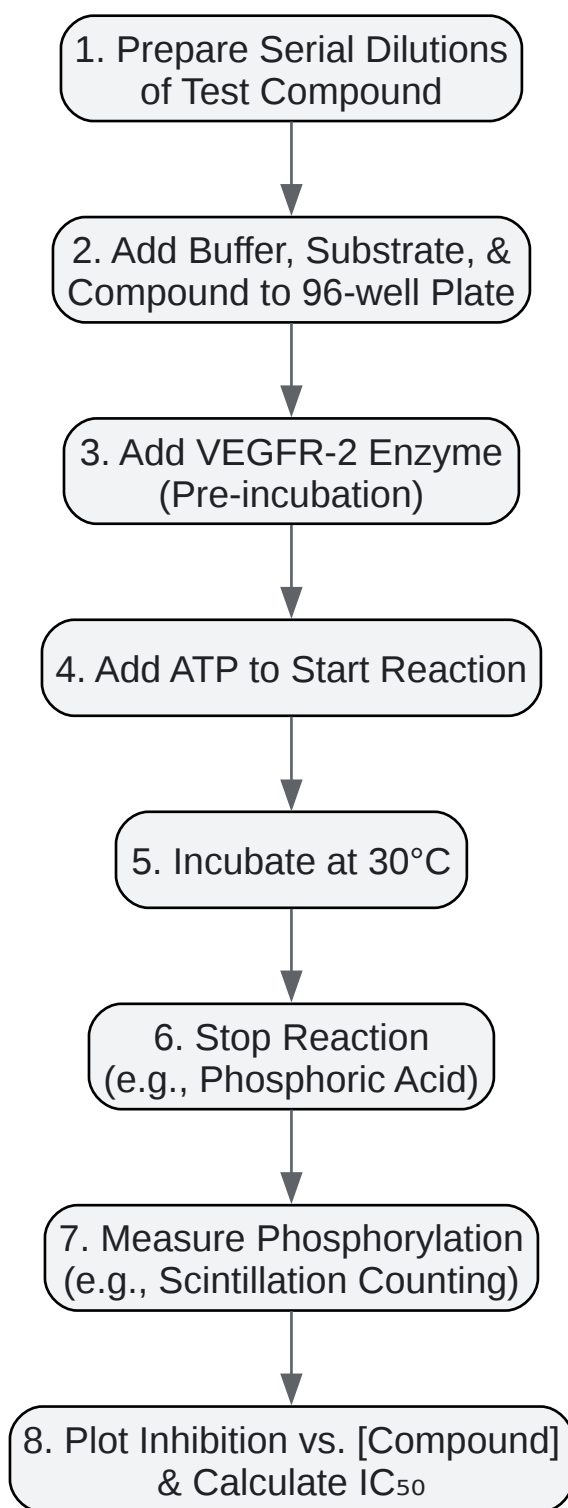 1. Prepare Serial Dilutions
of Test Compound
2. Add Buffer, Substrate, &
Compound to 96-well Plate
3. Add VEGFR-2 Enzyme
(Pre-incubation)
4. Add ATP to Start Reaction
5. Incubate at 30°C
6. Stop Reaction
(e.g., Phosphoric Acid)
7. Measure Phosphorylation
(e.g., Scintillation Counting)
8. Plot Inhibition vs. [Compound]
& Calculate IC₅₀